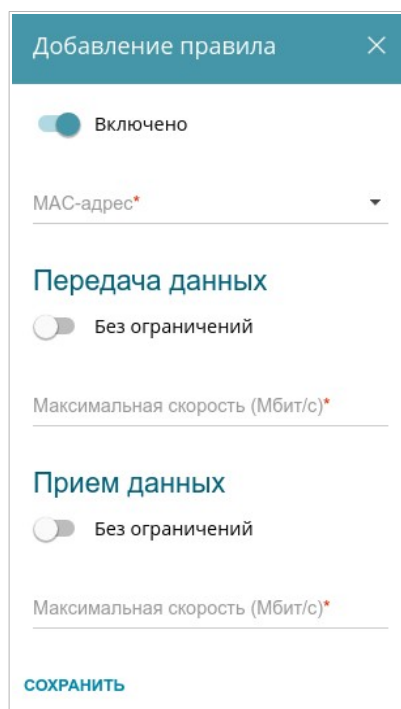 Добавление правила
Включено
MAC-адрес*
Передача данных
Без ограничений
Максимальная скорость (Мбит/с)*
Прием данных
Без ограничений
Максимальная скорость (Мбит/с)*
СОХРАНИТЬ